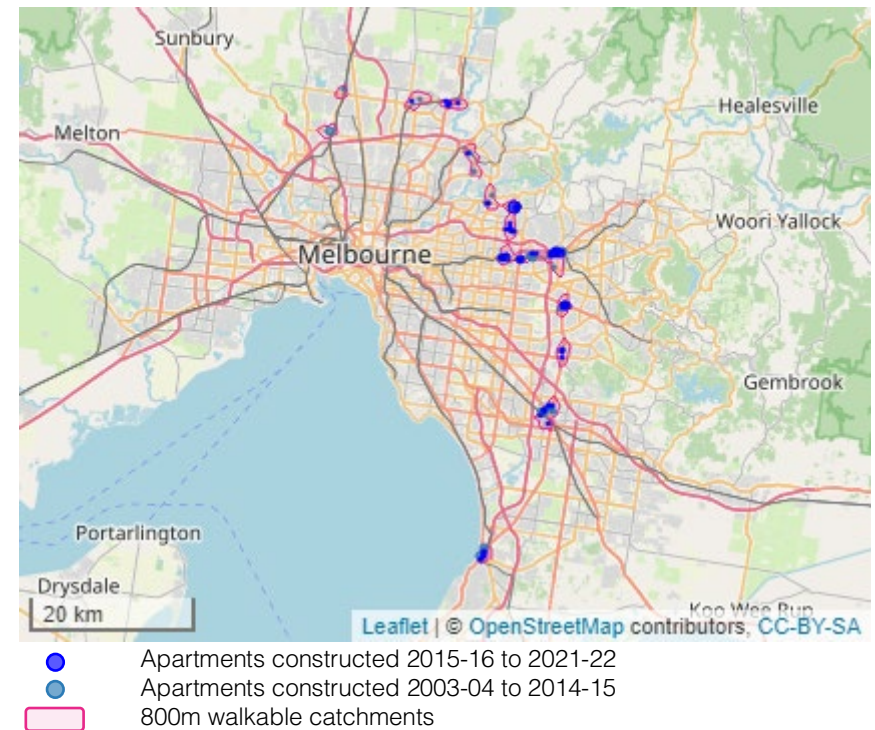 Sunbury
Healesville
Melton
Woori Yallock
Melbourne
Gembrook
Portarlington
Drysdale
Koo Wee Rup
20 km
Leaflet | © OpenStreetMap contributors, CC-BY-SA
Apartments constructed 2015-16 to 2021-22
Apartments constructed 2003-04 to 2014-15
800m walkable catchments